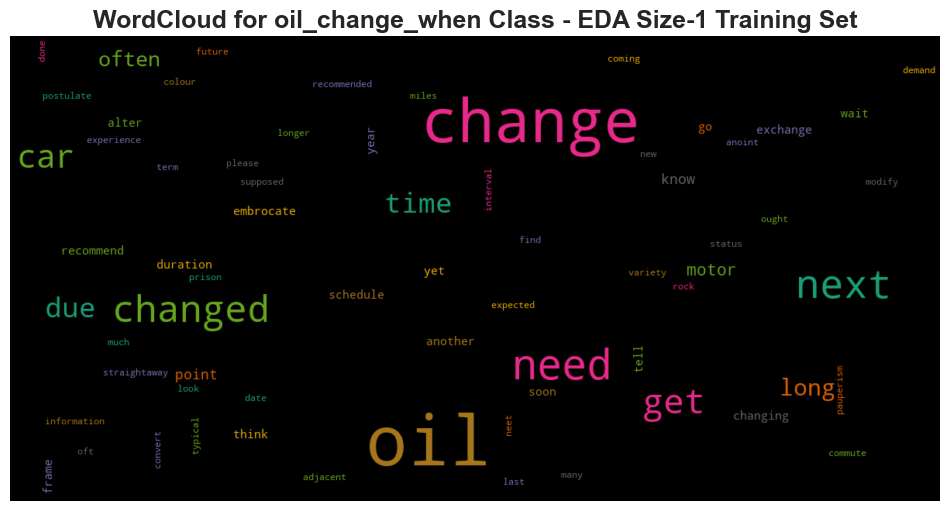 WordCloud for oil_change_when Class - EDA Size-1 Training Set
done
often
future
coming
demand
colour
recommended
postulate
miles
change
wait
alter
experience
longer
year
go
exchange
anoint
car
term
please
supposed
new
interval
know
modify
time
embrocate
ought
find
status
recommend
duration
prison
yet
variety
motor
rock
next
due
changed
schedule
expected
much
another
tell
straightaway
point
look
date
need
soon
get
long
pauperism
changing
information
oft
convert
typical
think
oil
neet
commute
frame
adjacent
last
many